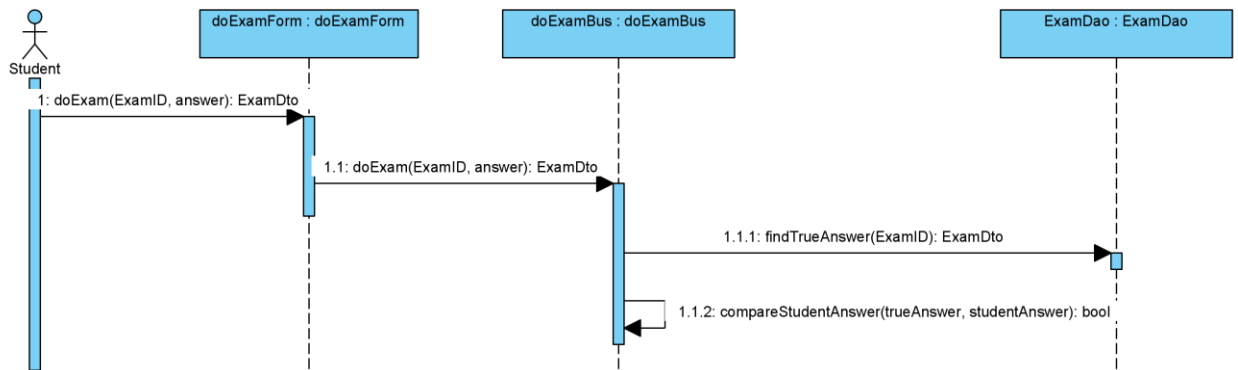 doExamForm : doExamForm
doExamBus : doExamBus
ExamDao : ExamDao
Student
1: doExam(ExamID, answer): ExamDto
1.1: doExam(ExamID, answer): ExamDto
1.1.1: findTrueAnswer(ExamID): ExamDto
1.1.2: compareStudentAnswer(trueAnswer, studentAnswer): bool